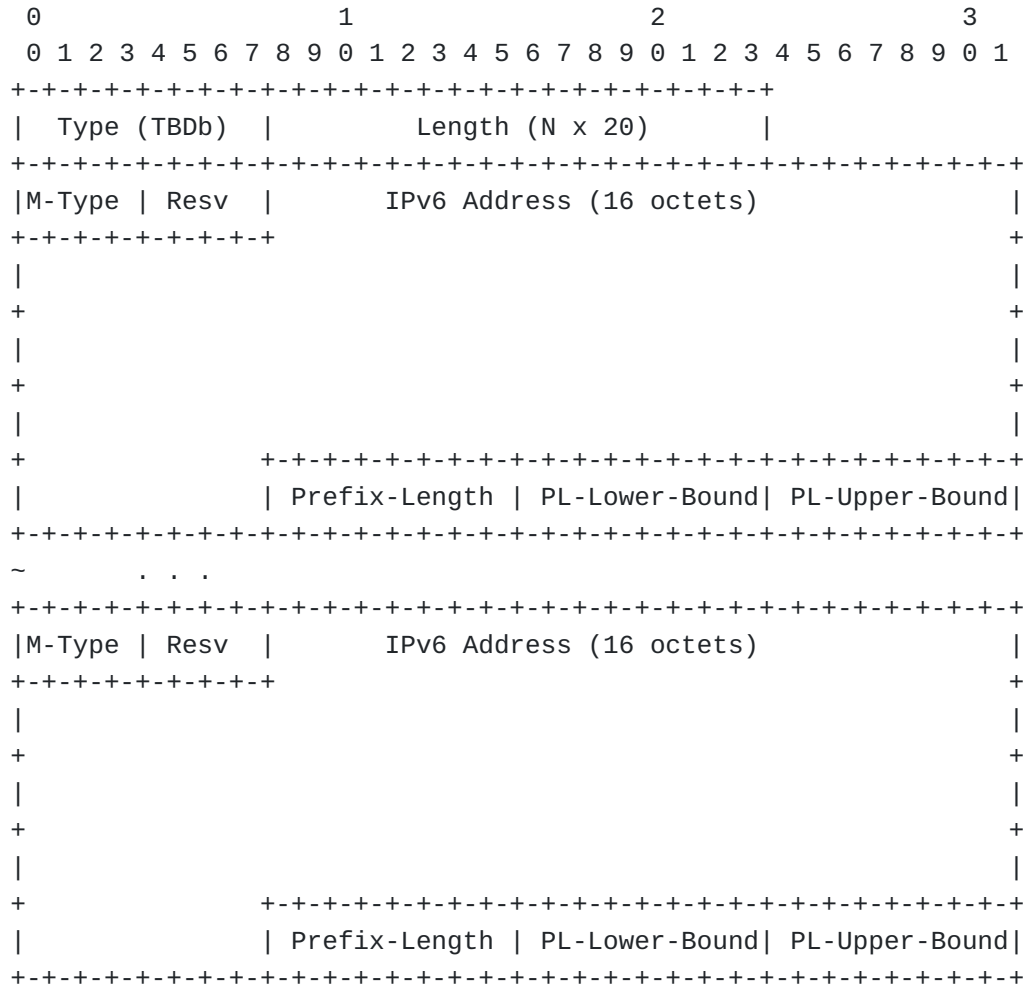 0                   1                   2                   3
 0 1 2 3 4 5 6 7 8 9 0 1 2 3 4 5 6 7 8 9 0 1 2 3 4 5 6 7 8 9 0 1
+-+-+-+-+-+-+-+-+-+-+-+-+-+-+-+-+-+-+-+-+-+-+-+-+
|  Type (TBDb)  |         Length (N x 20)       |
+-+-+-+-+-+-+-+-+-+-+-+-+-+-+-+-+-+-+-+-+-+-+-+-+-+-+-+-+-+-+-+-+
|M-Type | Resv  |       IPv6 Address (16 octets)                |
+-+-+-+-+-+-+-+-+                                               +
|                                                               |
+                                                               +
|                                                               |
+                                                               +
|                                                               |
+               +-+-+-+-+-+-+-+-+-+-+-+-+-+-+-+-+-+-+-+-+-+-+-+-+
|               | Prefix-Length | PL-Lower-Bound| PL-Upper-Bound|
+-+-+-+-+-+-+-+-+-+-+-+-+-+-+-+-+-+-+-+-+-+-+-+-+-+-+-+-+-+-+-+-+
~       . . .
+-+-+-+-+-+-+-+-+-+-+-+-+-+-+-+-+-+-+-+-+-+-+-+-+-+-+-+-+-+-+-+-+
|M-Type | Resv  |       IPv6 Address (16 octets)                |
+-+-+-+-+-+-+-+-+                                               +
|                                                               |
+                                                               +
|                                                               |
+                                                               +
|                                                               |
+               +-+-+-+-+-+-+-+-+-+-+-+-+-+-+-+-+-+-+-+-+-+-+-+-+
|               | Prefix-Length | PL-Lower-Bound| PL-Upper-Bound|
+-+-+-+-+-+-+-+-+-+-+-+-+-+-+-+-+-+-+-+-+-+-+-+-+-+-+-+-+-+-+-+-+